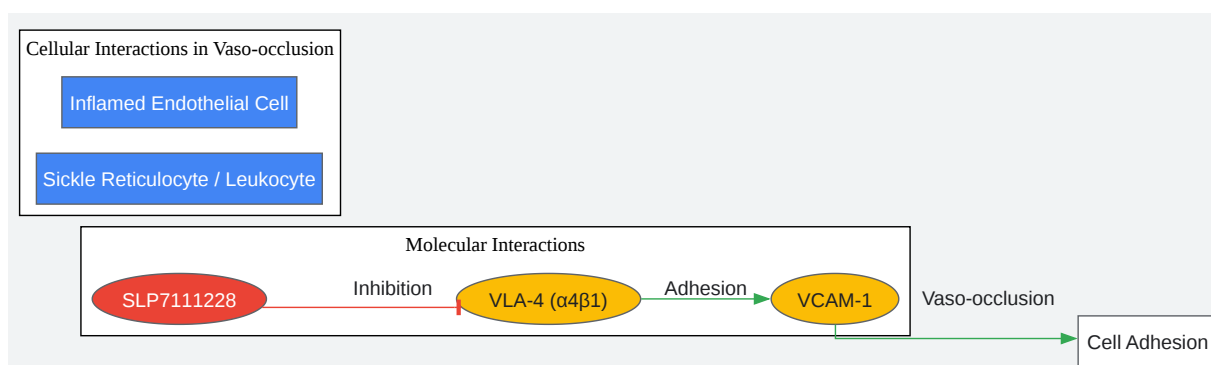 Cellular Interactions in Vaso-occlusion
Inflamed Endothelial Cell
Sickle Reticulocyte / Leukocyte
Molecular Interactions
SLP7111228
Inhibition
VLA-4 (α4β1)
Adhesion
VCAM-1
Vaso-occlusion
Cell Adhesion